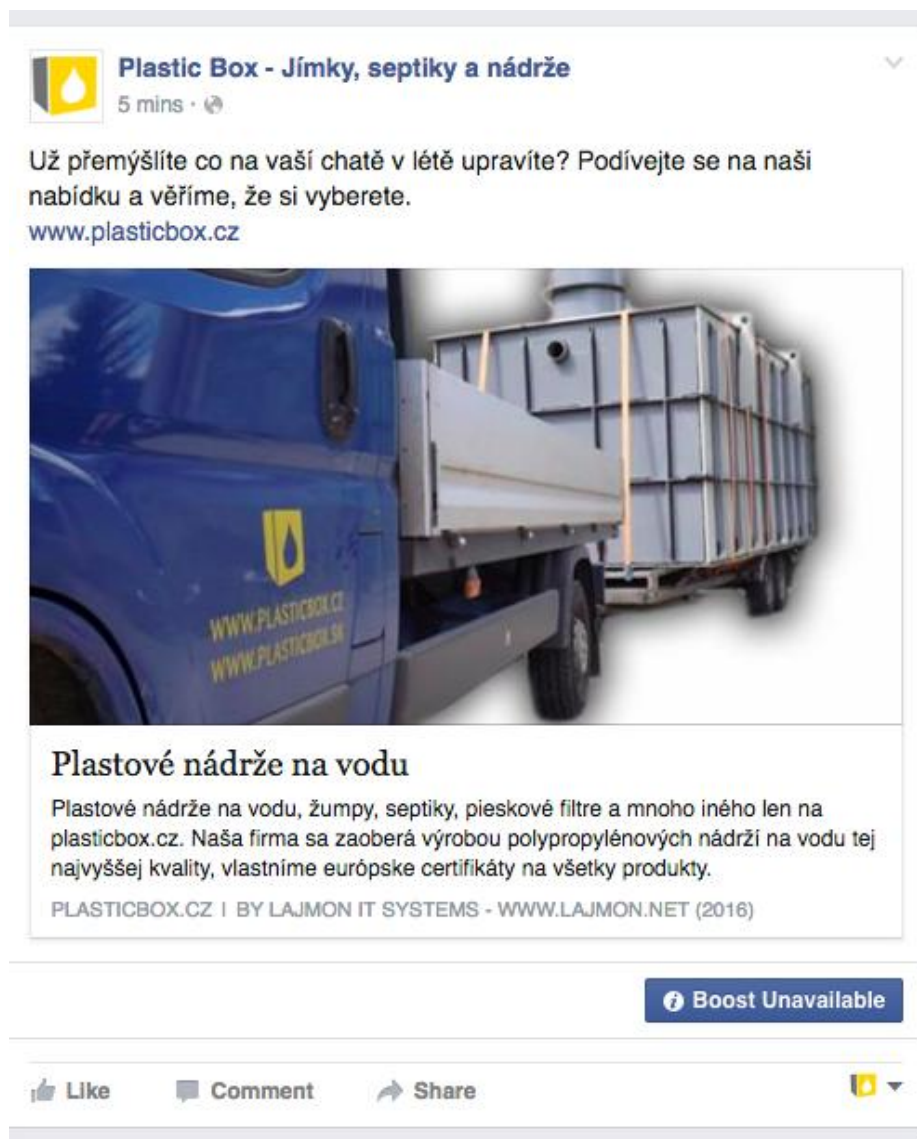 Plastic Box - Jímky, septiky a nádrže
5 mins ·
Už přemýšlíte co na vaší chatě v létě upravíte? Podívejte se na naši
nabídku a věříme, že si vyberete.
www.plasticbox.cz
WWW.PLASTICBOX.CZ
WWW.PLASTICBOX.SK
Plastové nádrže na vodu
Plastové nádrže na vodu, žumpy, septiky, pieskové filtre a mnoho iného len na
plasticbox.cz. Naša firma sa zaoberá výrobou polypropylénových nádrží na vodu tej
najvyššej kvality, vlastníme európske certifikáty na všetky produkty.
PLASTICBOX.CZ | BY LAJMON IT SYSTEMS - WWW.LAJMON.NET (2016)
Boost Unavailable
Like Comment Share